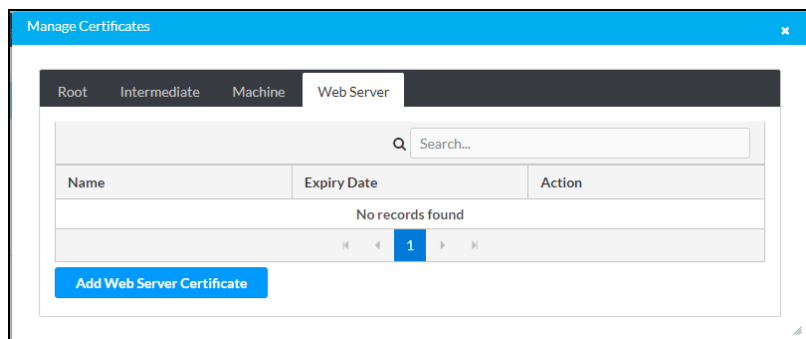 Manage Certificates
Root Intermediate Machine Web Server
Search...
Name Expiry Date Action
No records found
1
Add Web Server Certificate